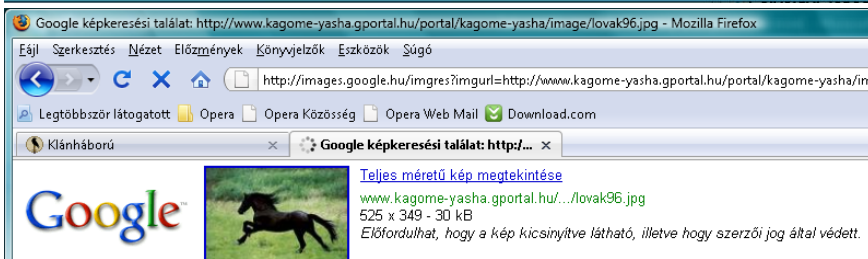 Google képkeresési találat: http://www.kagome-yasha.gportal.hu/portal/kagome-yasha/image/lovak96.jpg - Mozilla Firefox
Fájl Szerkesztés Nézet Előzmények Könyvjelzők Eszközök Súgó
http://images.google.hu/imgres?imgurl=http://www.kagome-yasha.gportal.hu/portal/kagome-yasha/im
Legtöbbször látogatott Opera Opera Közösség Opera Web Mail Download.com
Klánháború Google képkeresési találat: http:/...
Teljes méretű kép megtekintése
Google™
www.kagome-yasha.gportal.hu/.../lovak96.jpg
525 x 349 - 30 kB
Előfordulhat, hogy a kép kicsinyítve látható, illetve hogy szerzői jog által védett.